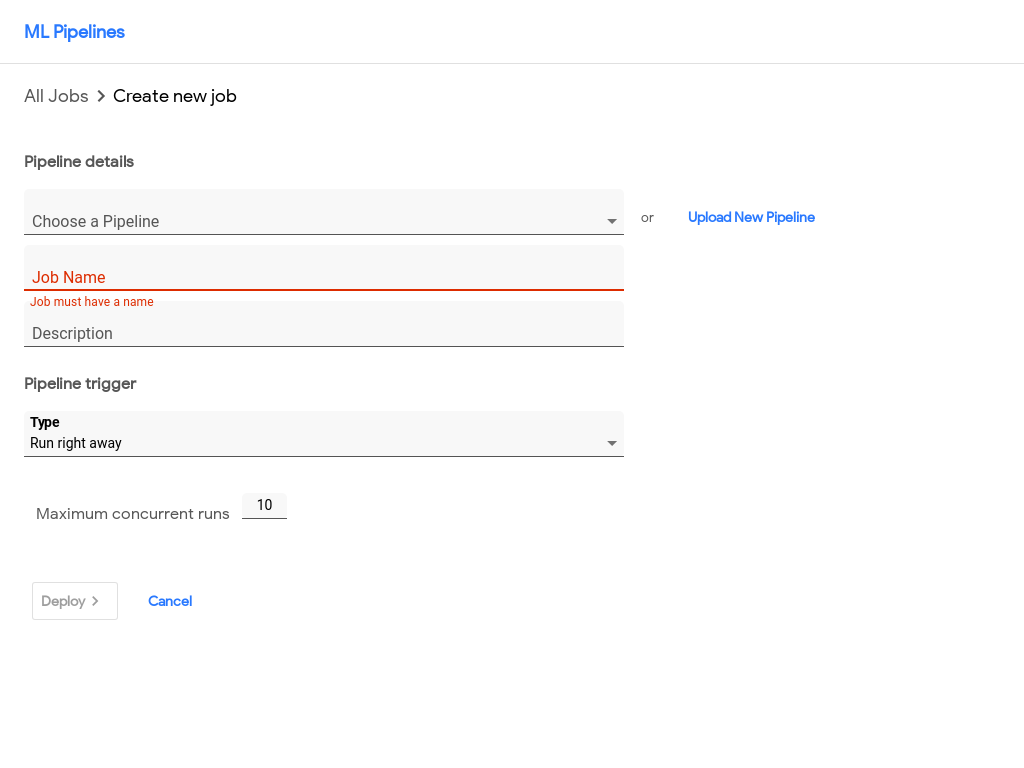 ML Pipelines
All Jobs > Create new job
Pipeline details
Choose a Pipeline or Upload New Pipeline
Job Name
Job must have a name
Description
Pipeline trigger
Type
Run right away
Maximum concurrent runs 10
Deploy > Cancel